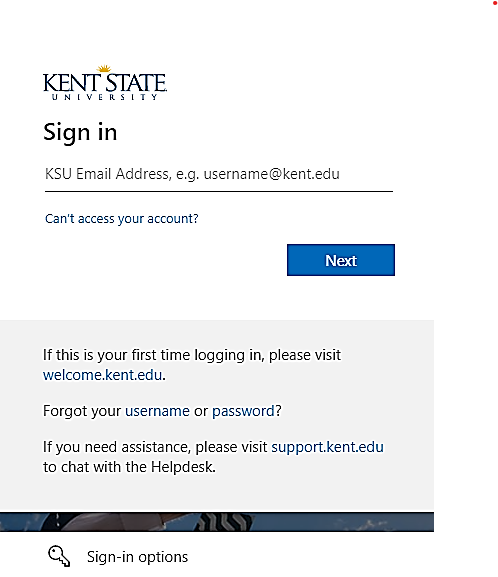 KENT STATE
UNIVERSITY
Sign in
KSU Email Address, e.g. username@kent.edu
Can't access your account?
Next
If this is your first time logging in, please visit
welcome.kent.edu.
Forgot your username or password?
If you need assistance, please visit support.kent.edu
to chat with the Helpdesk.
Sign-in options